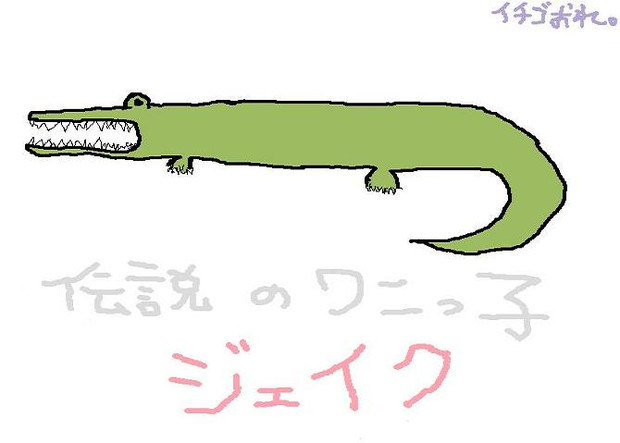 イチゴおれ。
伝説のワニっ子
ジェイク